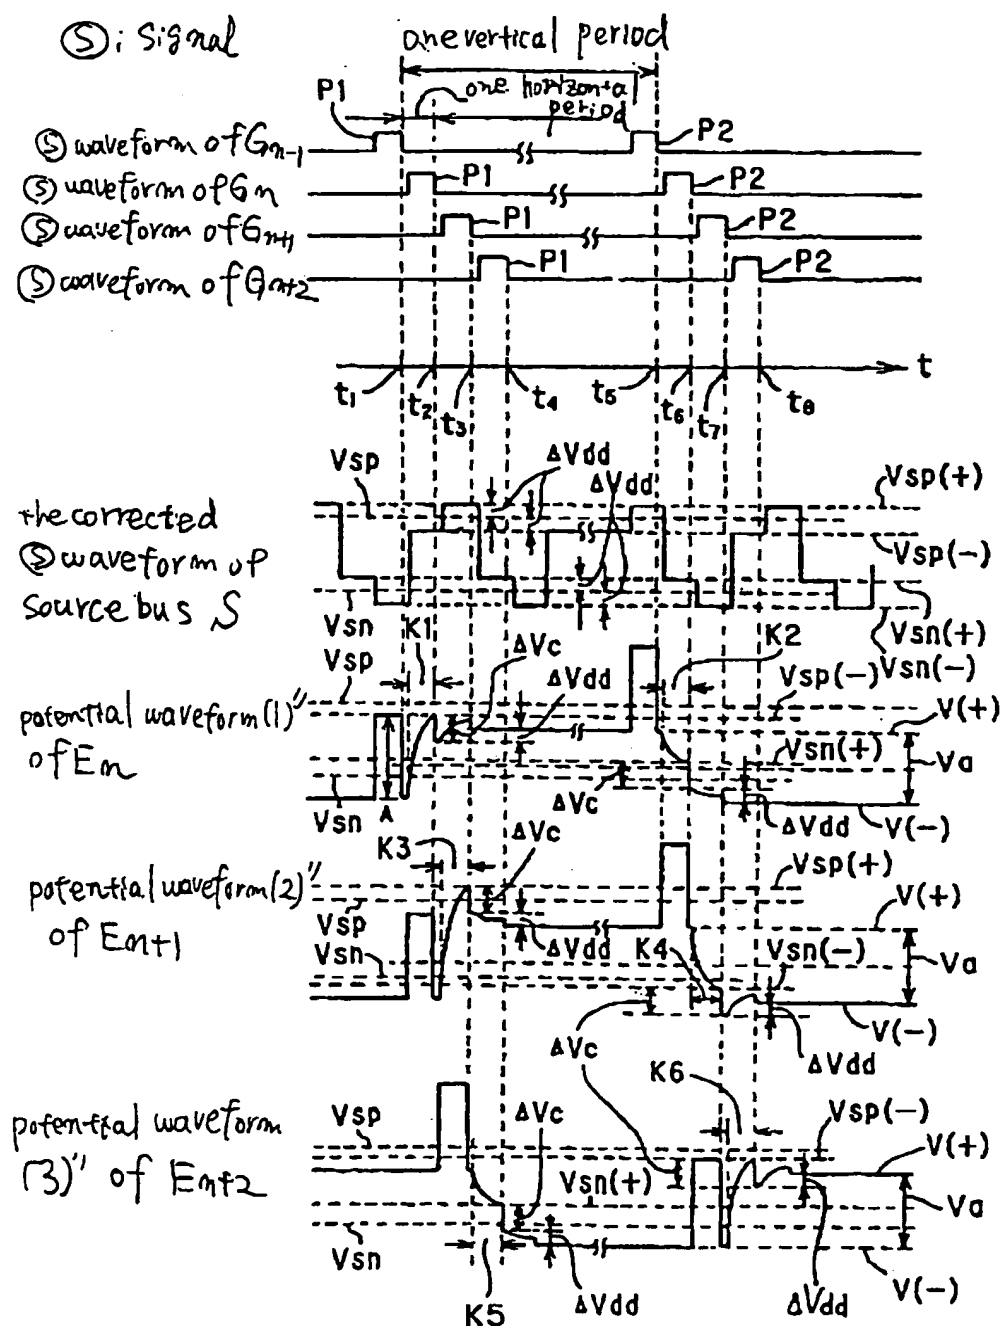 Ⓢ ; Signal
one vertical period
one horizontal
period
P1
P2
Ⓢ waveform of Gn-1
Ⓢ waveform of Gn
P1
P2
Ⓢ waveform of Gn+1
P1
P2
Ⓢ waveform of Gn+2
P1
P2
t
t1 t2 t3 t4 t5 t6 t7 t8
Vsp
ΔVdd
ΔVdd
Vsp(+)
the corrected
Ⓢ waveform of
source bus S
Vsp(-)
Vsn
Vsn(+)
Vsn(-)
K1
ΔVc
K2
Vsp
ΔVdd
Vsp(-)
potential waveform (1)"
of En
V(+)
Vsn(+)
Va
Vsn
A
ΔVc
ΔVdd
V(-)
K3
ΔVc
Vsp(+)
potential waveform (2)"
of En+1
Vsp
V(+)
Vsn
ΔVdd
K4
Vsn(-)
Va
V(-)
ΔVc
ΔVdd
K6
potential waveform
(3)" of En+2
Vsp
ΔVc
Vsp(-)
V(+)
Vsn(+)
Va
Vsn
K5
ΔVdd
ΔVdd
V(-)